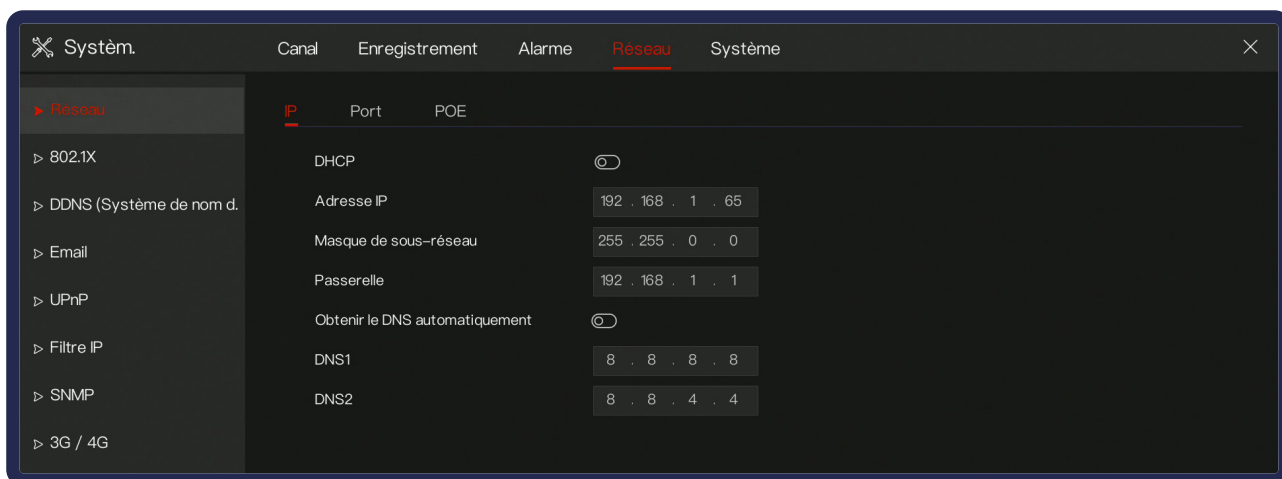 Systèm.
Canal Enregistrement Alarme Réseau Système
Réseau
IP Port POE
802.1X
DHCP
DDNS (Système de nom d.
Adresse IP 192 . 168 . 1 . 65
Masque de sous-réseau 255 . 255 . 0 . 0
Email
Passerelle 192 . 168 . 1 . 1
UPnP
Obtenir le DNS automatiquement
Filtre IP
DNS1 8 . 8 . 8 . 8
SNMP
DNS2 8 . 8 . 4 . 4
3G / 4G